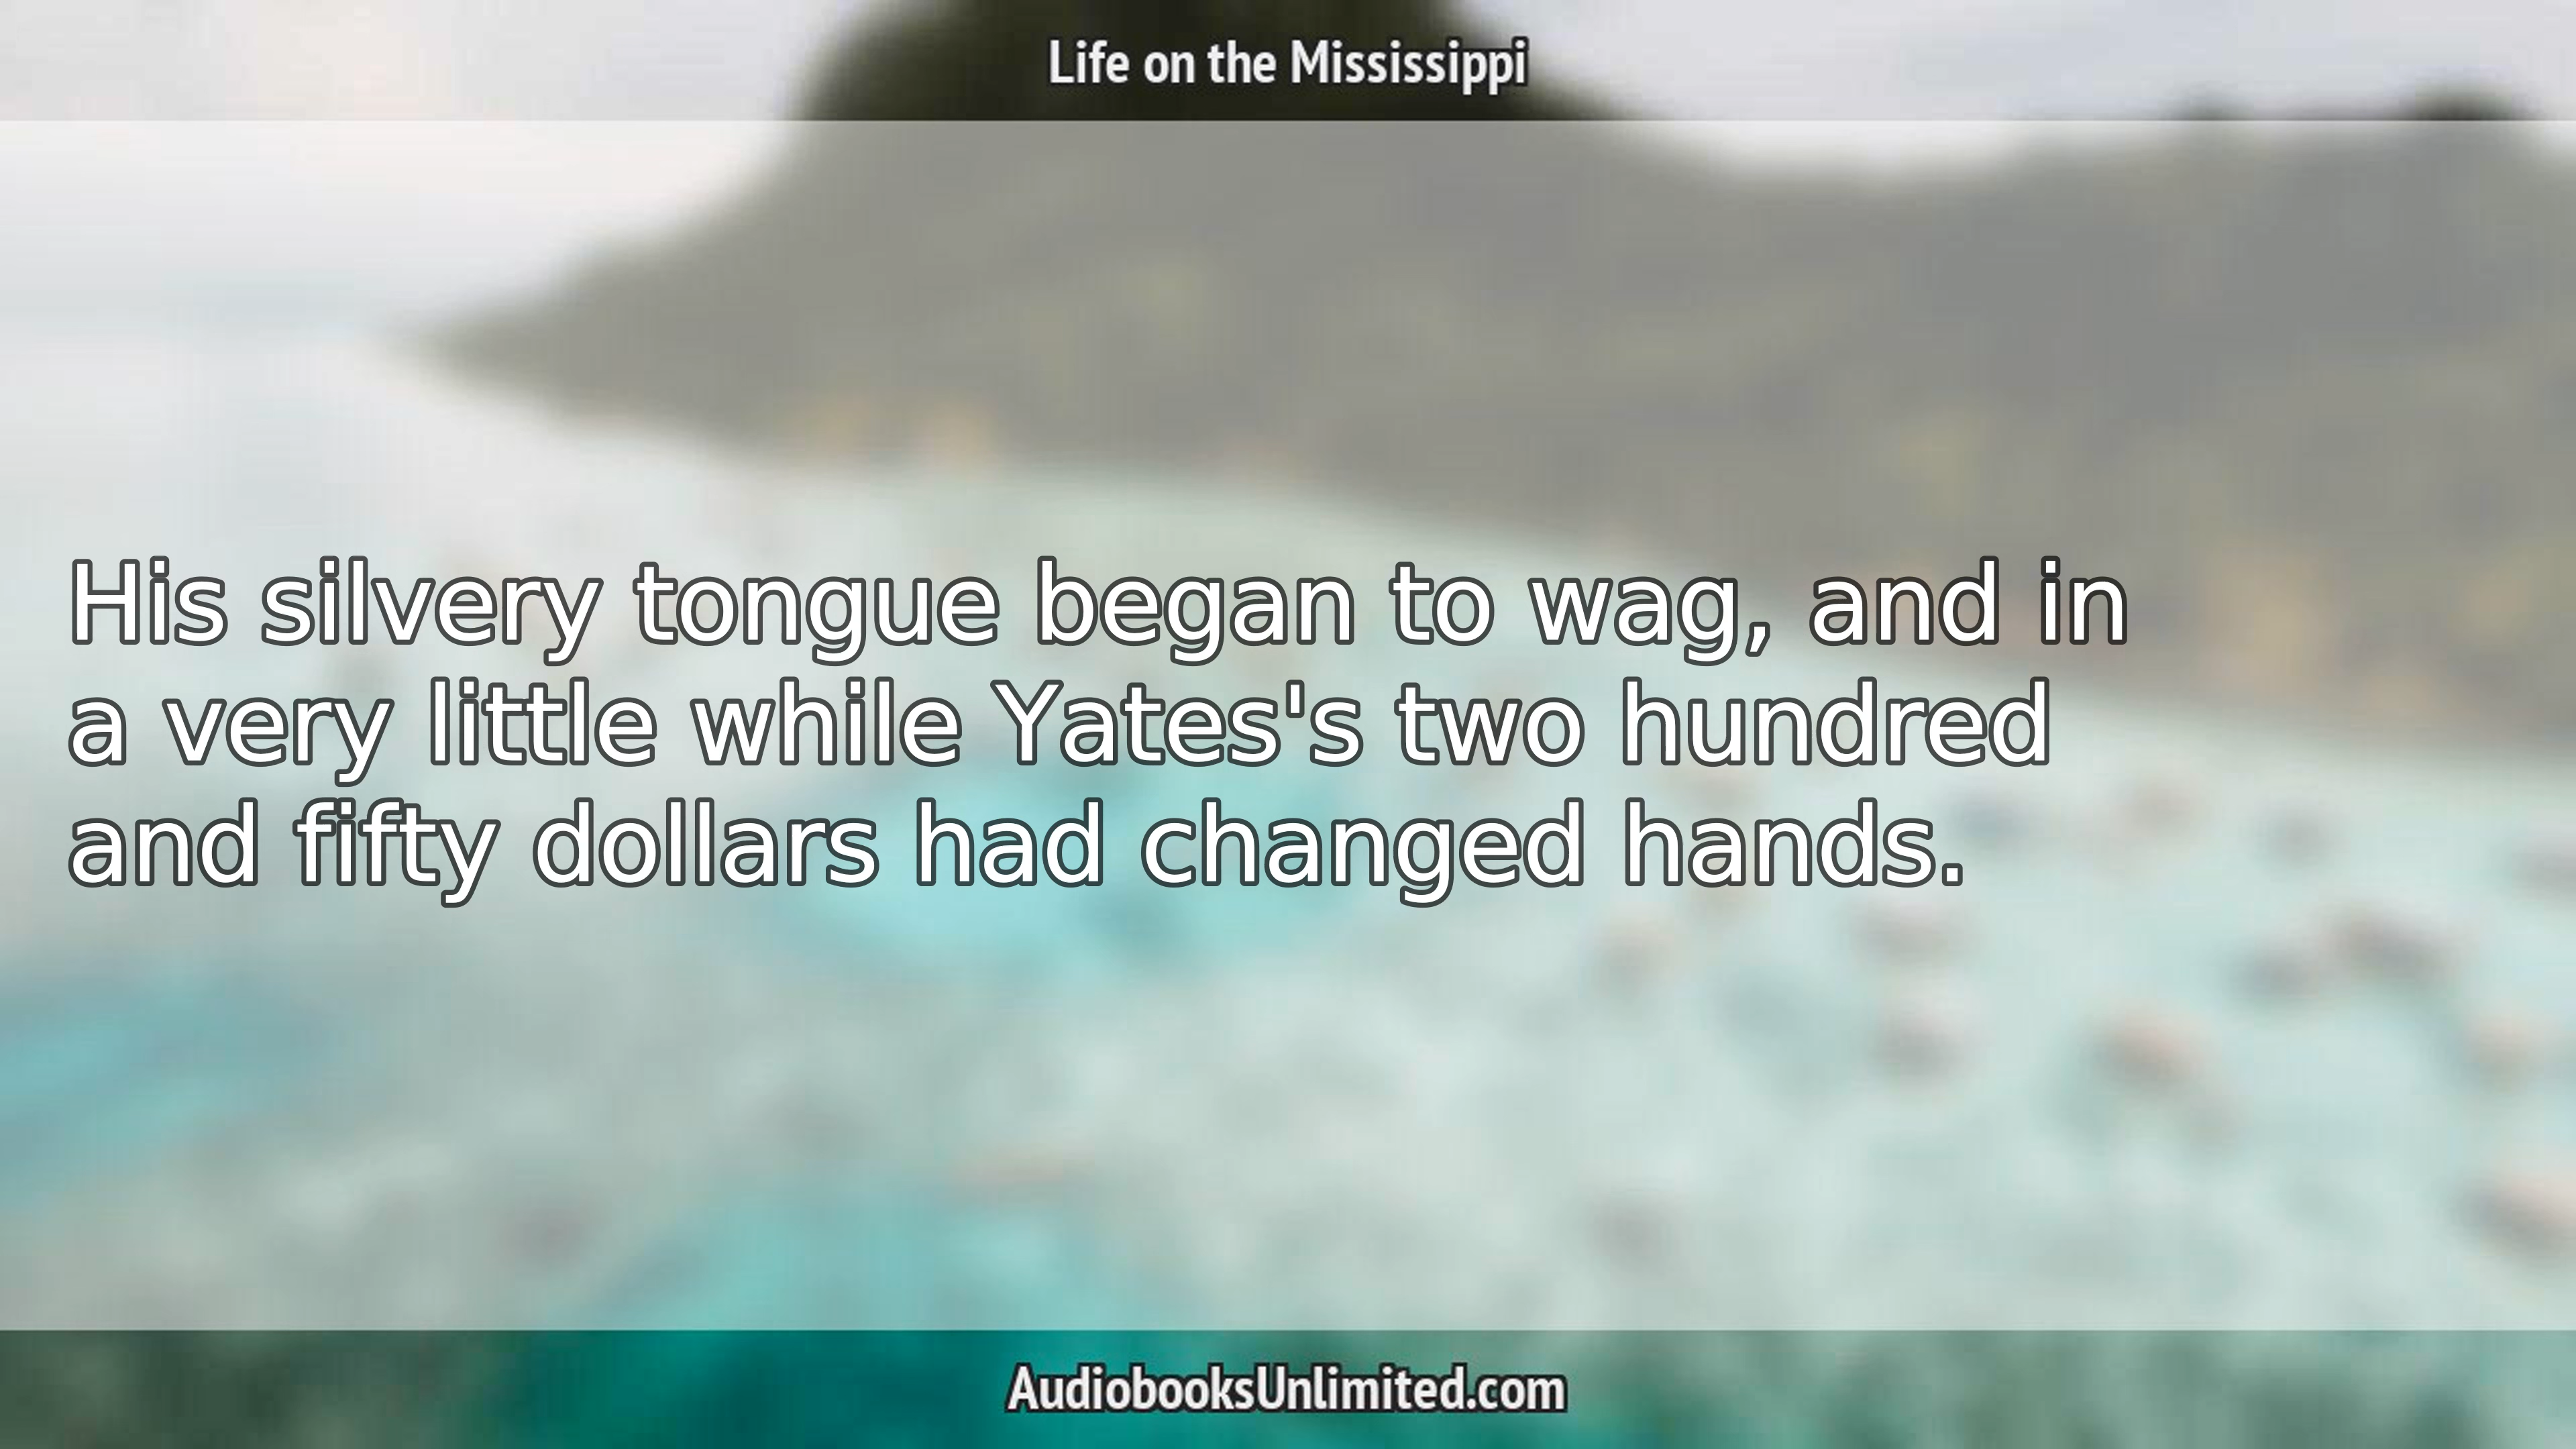 Life on the Mississippi
His silvery tongue began to wag, and in
a very little while Yates's two hundred
and fifty dollars had changed hands.
AudiobooksUnlimited.com